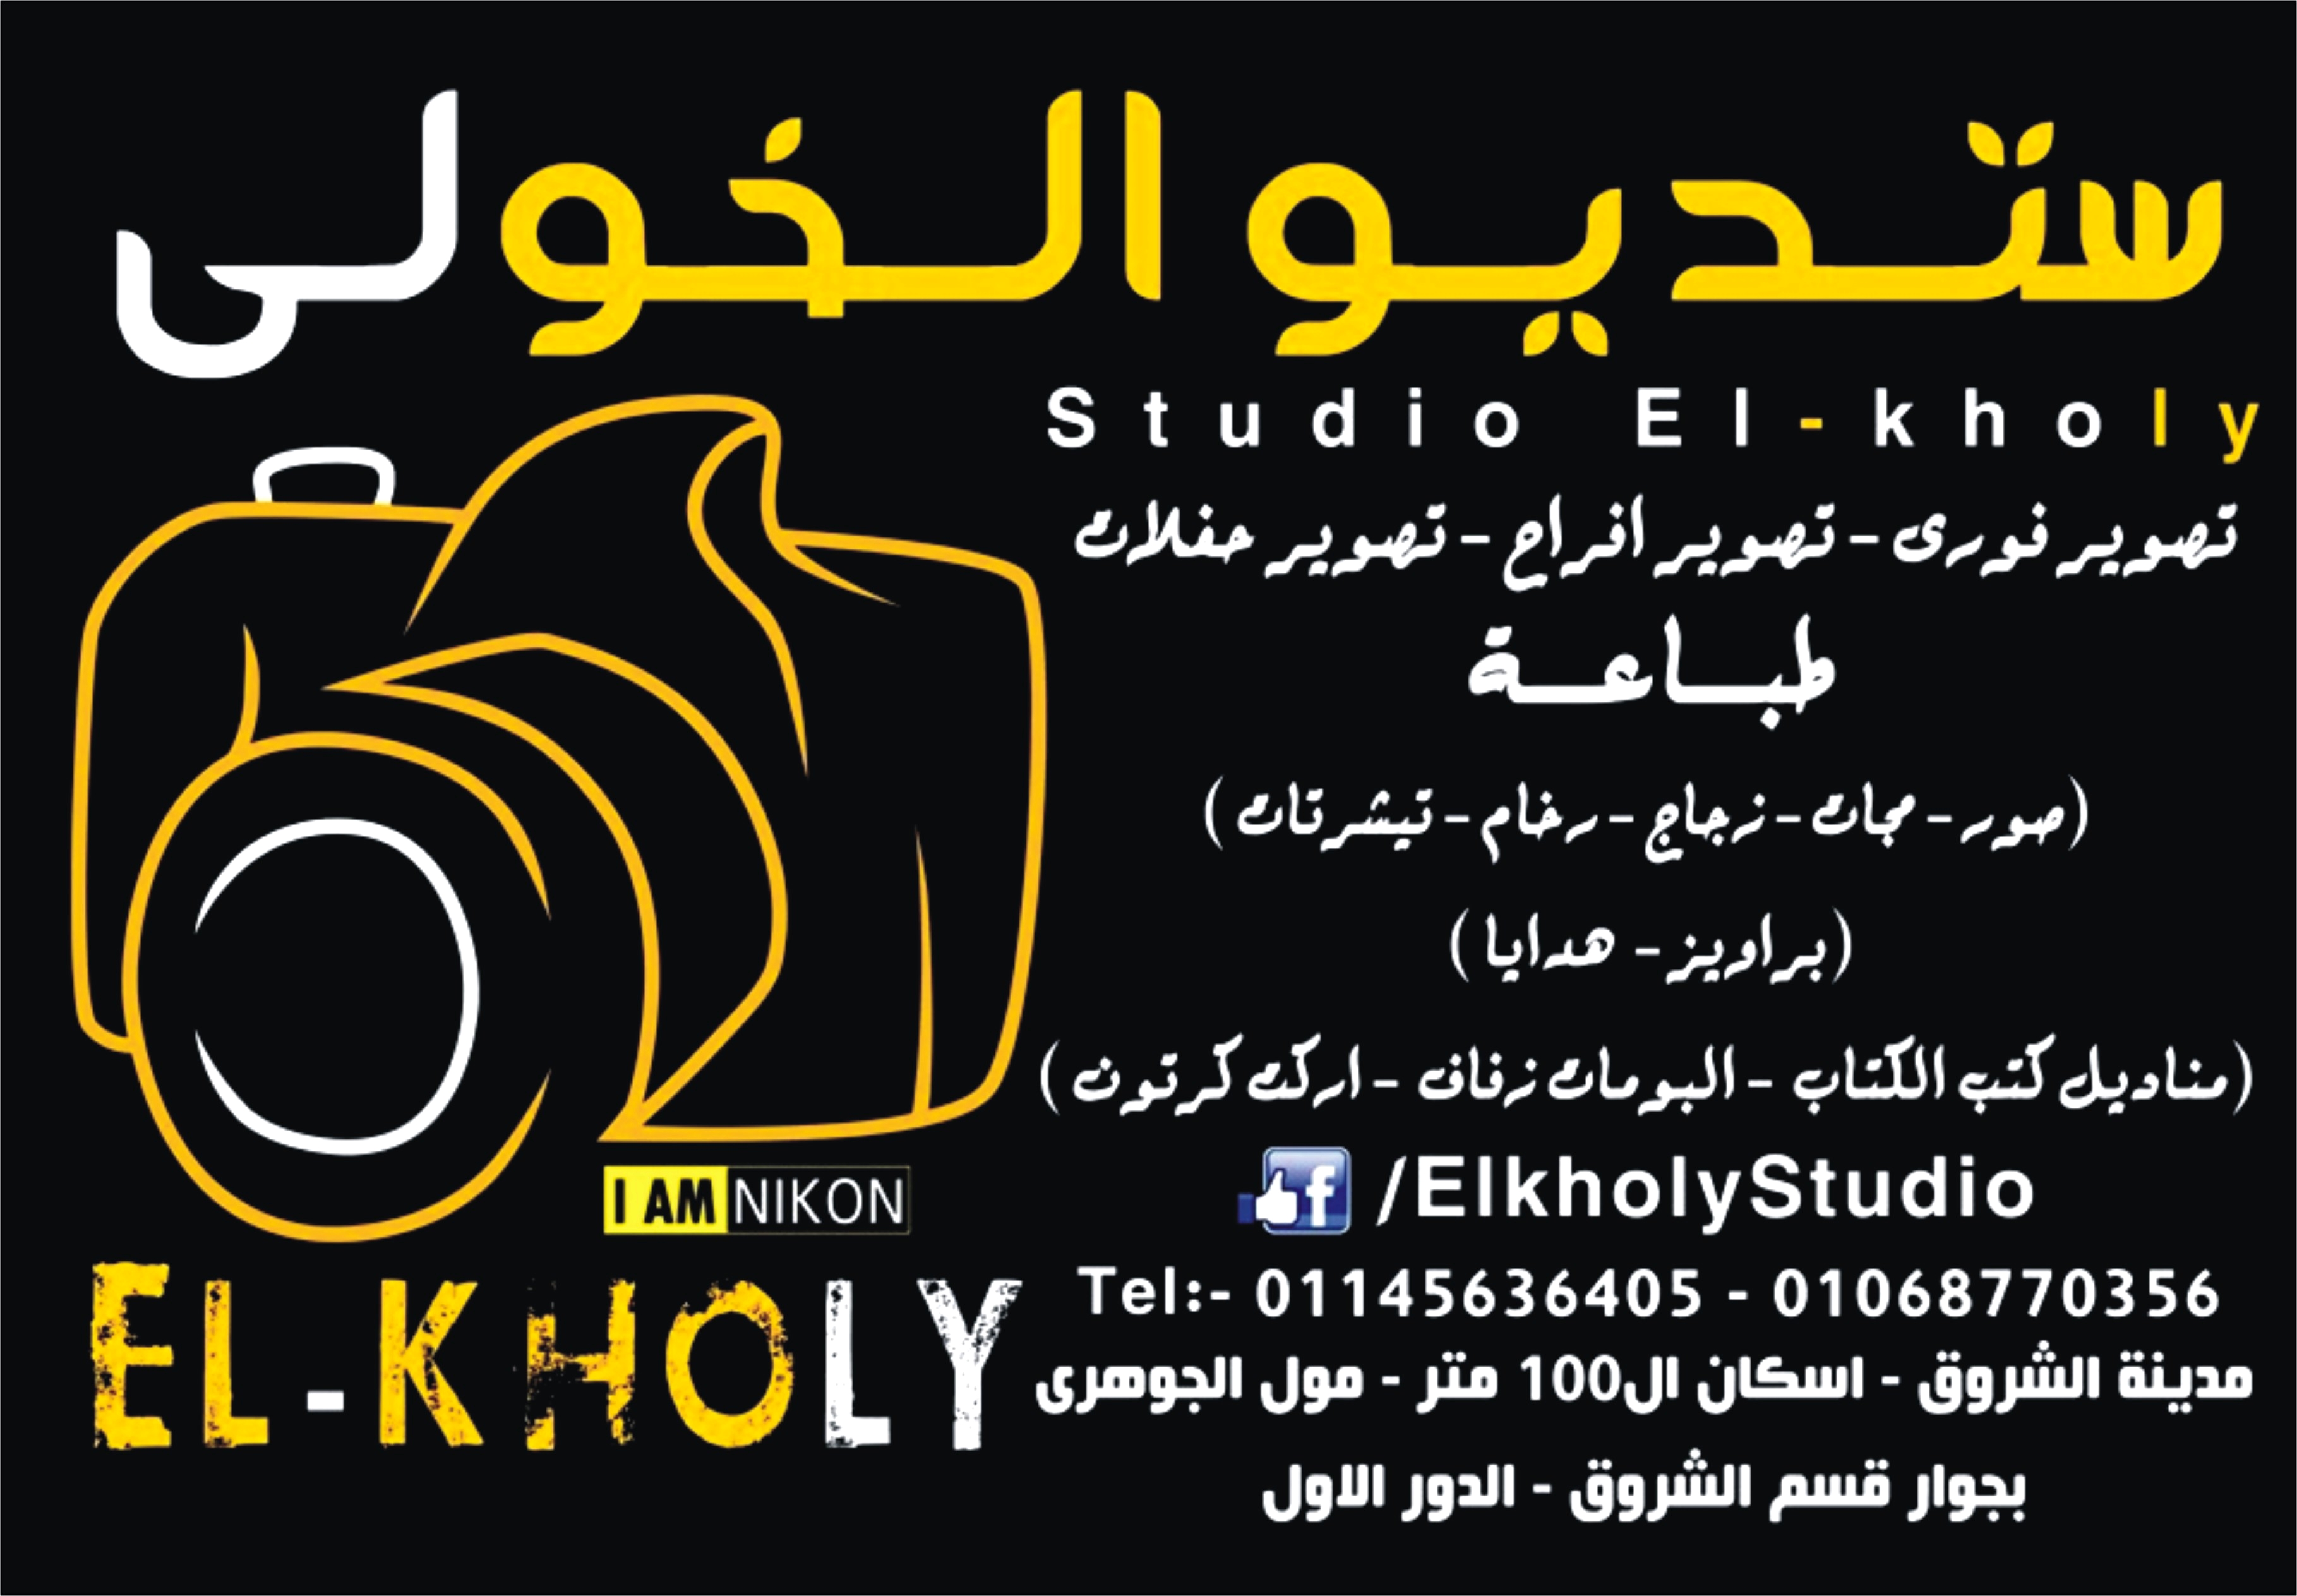 ستديو الخولى
Studio El-kholy
تصوير فورى - تصوير افراح - تصوير حفلات
طبـــاعـــة
(صور - مجات - زجاج - رخام - تيشرتات)
(براويز - هدايا)
(مناديل كتب الكتاب - البومات زفاف - اركت كرتون)
/ElkholyStudio
I AM NIKON
Tel:- 01145636405 - 01068770356
EL-KHOLY
مدينة الشروق - اسكان ال100 متر - مول الجوهرى
بجوار قسم الشروق - الدور الاول